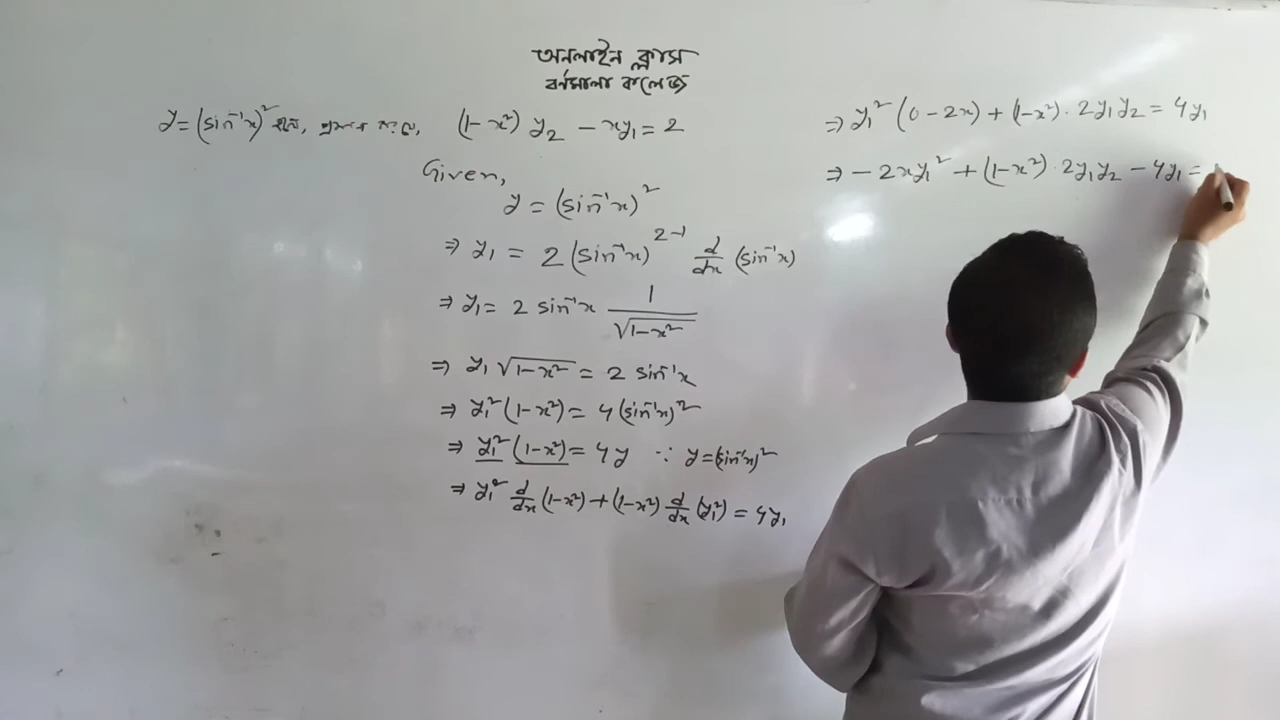 অনলাইন ক্লাস
বর্ণমালা কলেজ
y = (sin⁻¹x)² হলে, প্রমাণ কর যে, (1-x²) y₂ - xy₁ = 2
Given,
y = (sin⁻¹x)²
⇒ y₁ = 2 (sin⁻¹x)²⁻¹ d/dx (sin⁻¹x)
⇒ y₁ = 2 sin⁻¹x 1/√(1-x²)
⇒ y₁ √(1-x²) = 2 sin⁻¹x
⇒ y₁² (1-x²) = 4 (sin⁻¹x)²
⇒ y₁² (1-x²) = 4y ∵ y = (sin⁻¹x)²
⇒ y₁² d/dx (1-x²) + (1-x²) d/dx (y₁²) = 4y₁
⇒ y₁² (0 - 2x) + (1-x²) · 2y₁y₂ = 4y₁
⇒ - 2xy₁² + (1-x²) · 2y₁y₂ - 4y₁ =